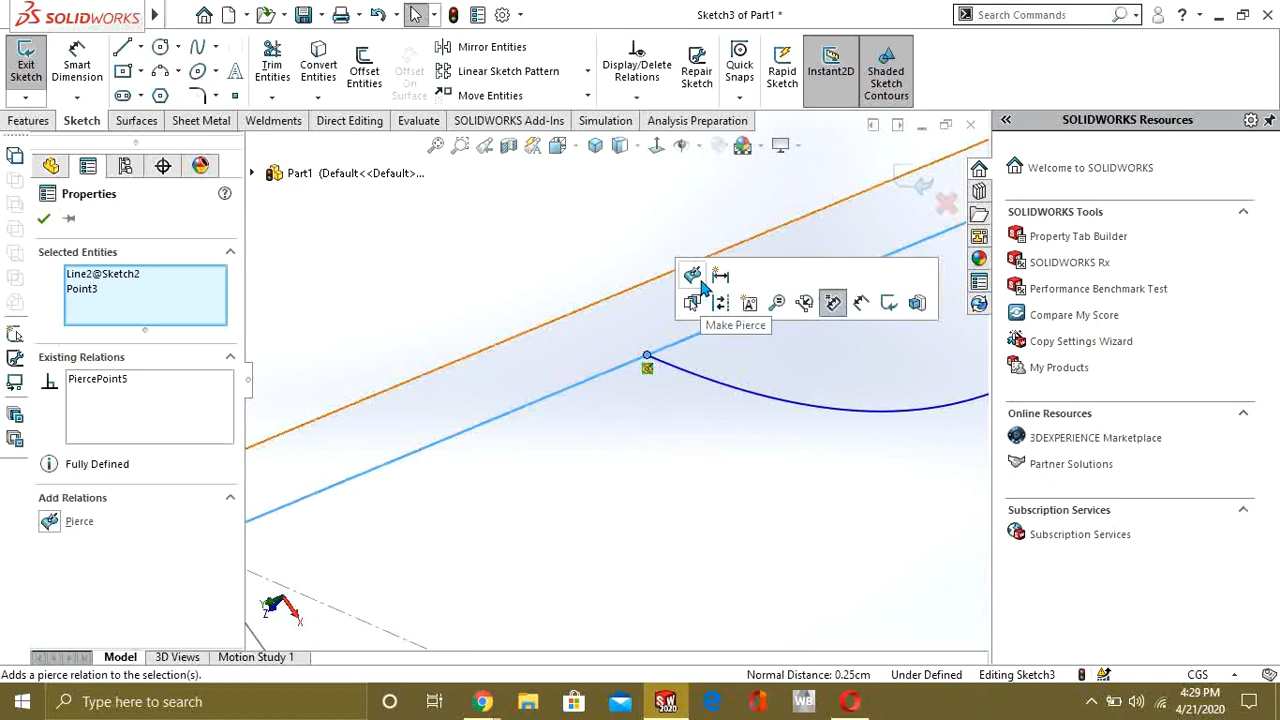 SOLIDWORKS
Sketch3 of Part1 *
Search Commands
Exit Sketch
Smart Dimension
Trim Entities
Convert Entities
Offset Entities
Offset On Surface
Mirror Entities
Linear Sketch Pattern
Move Entities
Display/Delete Relations
Repair Sketch
Quick Snaps
Rapid Sketch
Instant2D
Shaded Sketch Contours
Features
Sketch
Surfaces
Sheet Metal
Weldments
Direct Editing
Evaluate
SOLIDWORKS Add-Ins
Simulation
Analysis Preparation
SOLIDWORKS Resources
Part1 (Default<<Default>...
Properties
Selected Entities
Line2@Sketch2
Point3
Existing Relations
PiercePoint5
Fully Defined
Add Relations
Pierce
Make Pierce
Welcome to SOLIDWORKS
SOLIDWORKS Tools
Property Tab Builder
SOLIDWORKS Rx
Performance Benchmark Test
Compare My Score
Copy Settings Wizard
My Products
Online Resources
3DEXPERIENCE Marketplace
Partner Solutions
Subscription Services
Subscription Services
Y
Z
X
Model
3D Views
Motion Study 1
Adds a pierce relation to the selection(s).
Normal Distance: 0.25cm
Under Defined
Editing Sketch3
CGS
Type here to search
SW
2020
WB
4:29 PM
4/21/2020